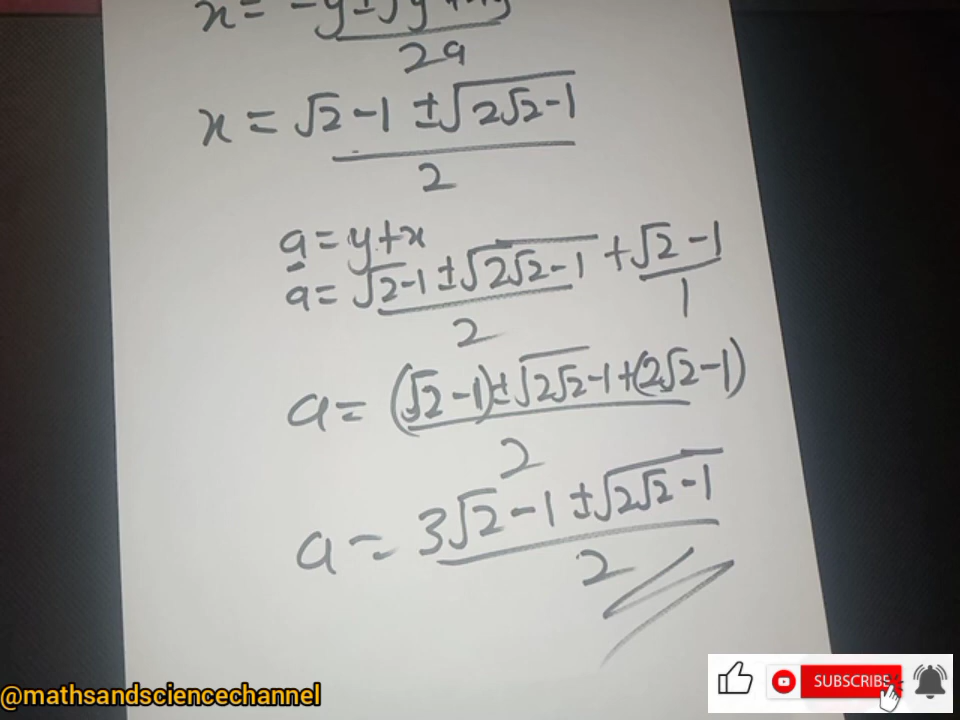 2a
x = √2 - 1 ± √(2√2 - 1)
2
a = y + x
a = √2 - 1 ± √(2√2 - 1) + √2 - 1
2 1
a = (√2 - 1) ± √2√2 - 1 + (2√2 - 1)
2
a = 3√2 - 1 ± √(2√2 - 1)
2
SUBSCRIBE
@mathsandsciencechannel